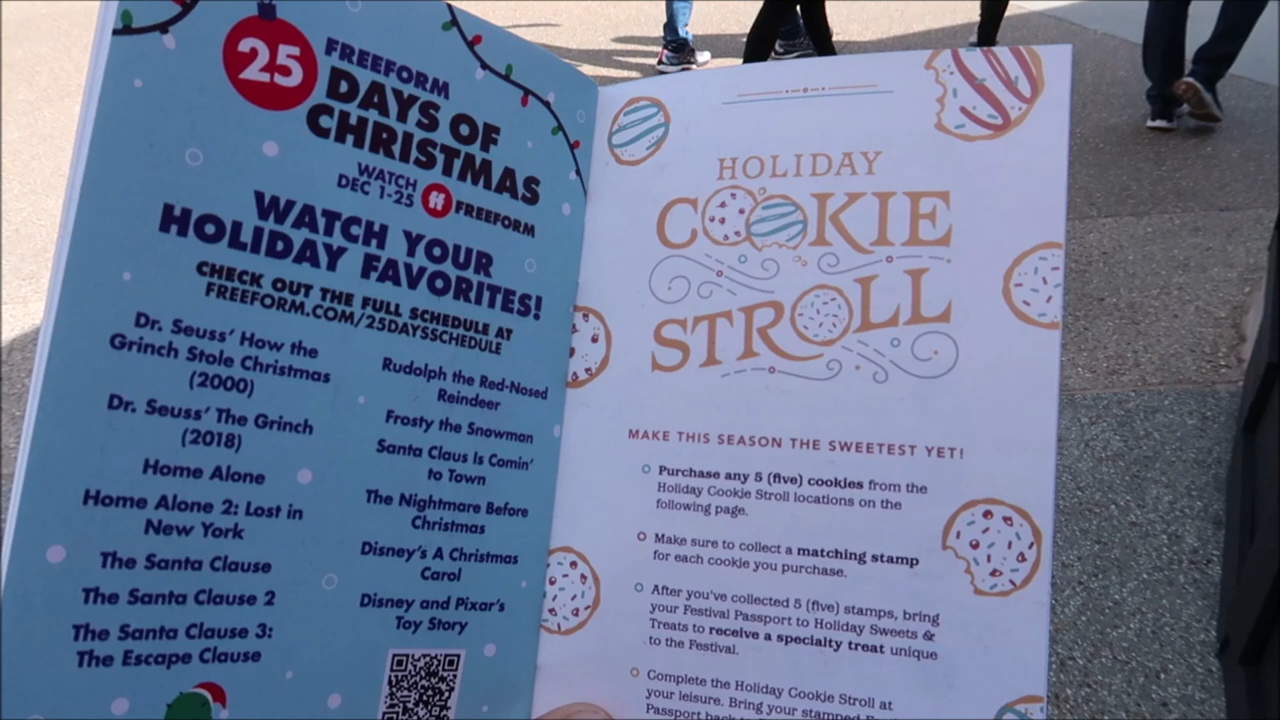 25
FREEFORM
DAYS OF
CHRISTMAS
WATCH
DEC 1-25
ff FREEFORM
WATCH YOUR
HOLIDAY FAVORITES!
CHECK OUT THE FULL SCHEDULE AT
FREEFORM.COM/25DAYSSCHEDULE
Dr. Seuss' How the
Grinch Stole Christmas
(2000)
Dr. Seuss' The Grinch
(2018)
Home Alone
Home Alone 2: Lost in
New York
The Santa Clause
The Santa Clause 2
The Santa Clause 3:
The Escape Clause
Rudolph the Red-Nosed
Reindeer
Frosty the Snowman
Santa Claus Is Comin'
to Town
The Nightmare Before
Christmas
Disney's A Christmas
Carol
Disney and Pixar's
Toy Story
HOLIDAY
COOKIE
STROLL
MAKE THIS SEASON THE SWEETEST YET!
Purchase any 5 (five) cookies from the
Holiday Cookie Stroll locations on the
following page.
Make sure to collect a matching stamp
for each cookie you purchase.
After you've collected 5 (five) stamps, bring
your Festival Passport to Holiday Sweets &
Treats to receive a specialty treat unique
to the Festival.
Complete the Holiday Cookie Stroll at
your leisure. Bring your stamped
Passport back to